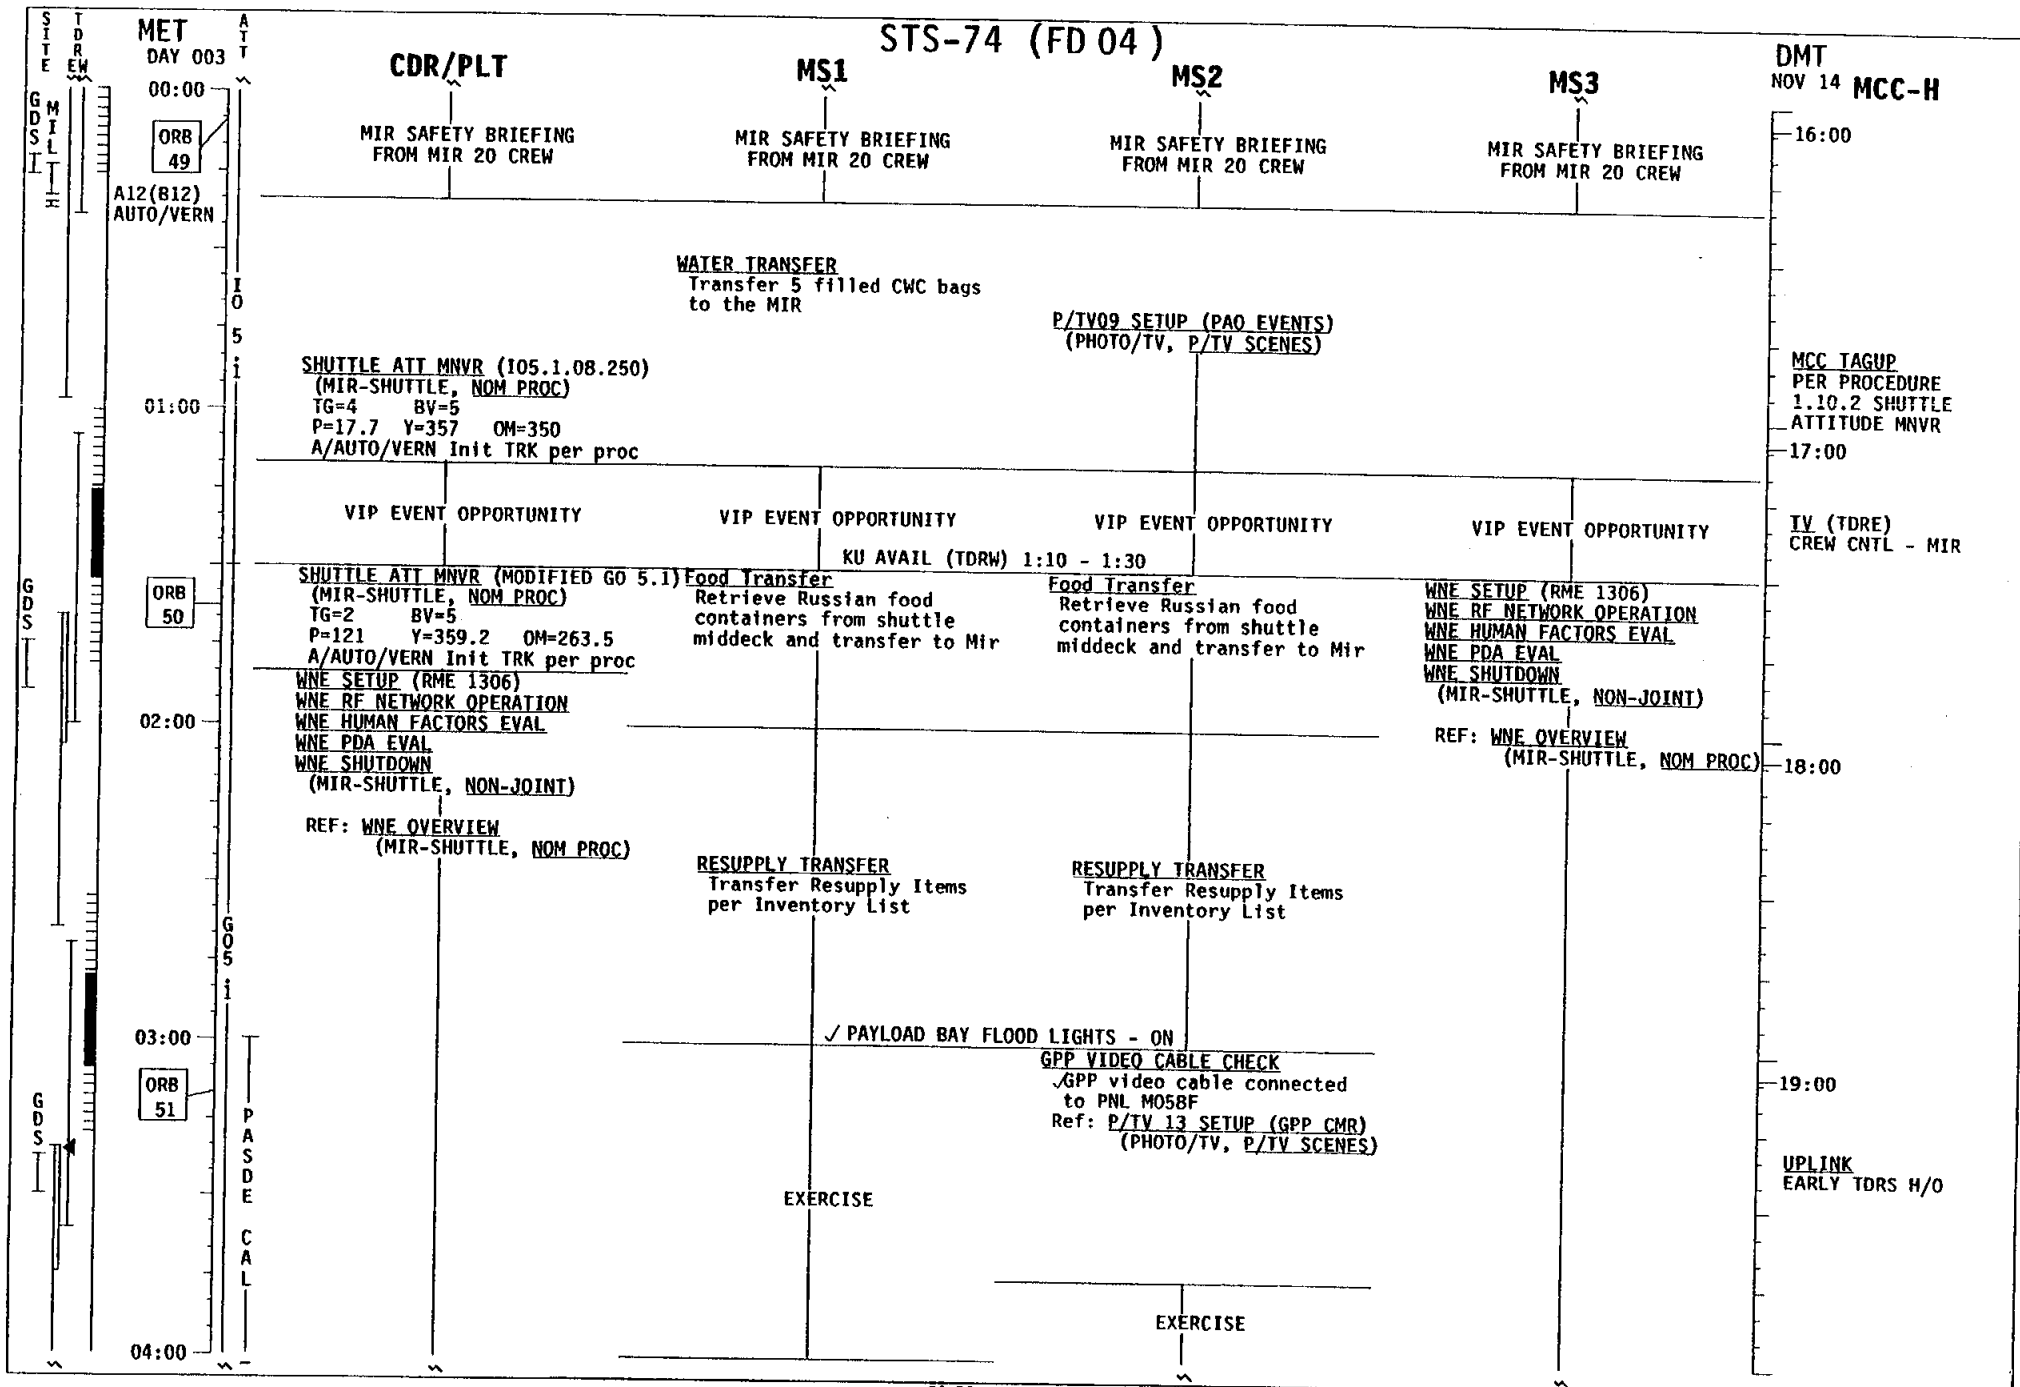 STS-74 (FD 04)
SITE
TDRE W
MET
DAY 003
ATT
CDR/PLT
MS1
MS2
MS3
DMT
NOV 14 MCC-H
00:00
GDS
MIL
ORB
49
A12(B12)
AUTO/VERN
MIR SAFETY BRIEFING
FROM MIR 20 CREW
MIR SAFETY BRIEFING
FROM MIR 20 CREW
MIR SAFETY BRIEFING
FROM MIR 20 CREW
MIR SAFETY BRIEFING
FROM MIR 20 CREW
16:00
WATER TRANSFER
Transfer 5 filled CWC bags
to the MIR
IO 5.i
P/TV09 SETUP (PAO EVENTS)
(PHOTO/TV, P/TV SCENES)
SHUTTLE ATT MNVR (IO5.1.08.250)
(MIR-SHUTTLE, NOM PROC)
TG=4 BV=5
P=17.7 Y=357 OM=350
A/AUTO/VERN Init TRK per proc
01:00
MCC TAGUP
PER PROCEDURE
1.10.2 SHUTTLE
ATTITUDE MNVR
17:00
VIP EVENT OPPORTUNITY
VIP EVENT OPPORTUNITY
VIP EVENT OPPORTUNITY
VIP EVENT OPPORTUNITY
TV (TDRE)
CREW CNTL - MIR
KU AVAIL (TDRW) 1:10 - 1:30
GDS
ORB
50
SHUTTLE ATT MNVR (MODIFIED GO 5.1)
(MIR-SHUTTLE, NOM PROC)
TG=2 BV=5
P=121 Y=359.2 OM=263.5
A/AUTO/VERN Init TRK per proc
WNE SETUP (RME 1306)
WNE RF NETWORK OPERATION
WNE HUMAN FACTORS EVAL
WNE PDA EVAL
WNE SHUTDOWN
(MIR-SHUTTLE, NON-JOINT)
REF: WNE OVERVIEW
(MIR-SHUTTLE, NOM PROC)
Food Transfer
Retrieve Russian food
containers from shuttle
middeck and transfer to Mir
Food Transfer
Retrieve Russian food
containers from shuttle
middeck and transfer to Mir
WNE SETUP (RME 1306)
WNE RF NETWORK OPERATION
WNE HUMAN FACTORS EVAL
WNE PDA EVAL
WNE SHUTDOWN
(MIR-SHUTTLE, NON-JOINT)
REF: WNE OVERVIEW
(MIR-SHUTTLE, NOM PROC)
02:00
18:00
RESUPPLY TRANSFER
Transfer Resupply Items
per Inventory List
RESUPPLY TRANSFER
Transfer Resupply Items
per Inventory List
GO5.i
03:00
✓ PAYLOAD BAY FLOOD LIGHTS - ON
GPP VIDEO CABLE CHECK
✓GPP video cable connected
to PNL MO58F
Ref: P/TV 13 SETUP (GPP CMR)
(PHOTO/TV, P/TV SCENES)
ORB
51
GDS
PASDE CAL
19:00
UPLINK
EARLY TDRS H/O
EXERCISE
EXERCISE
04:00